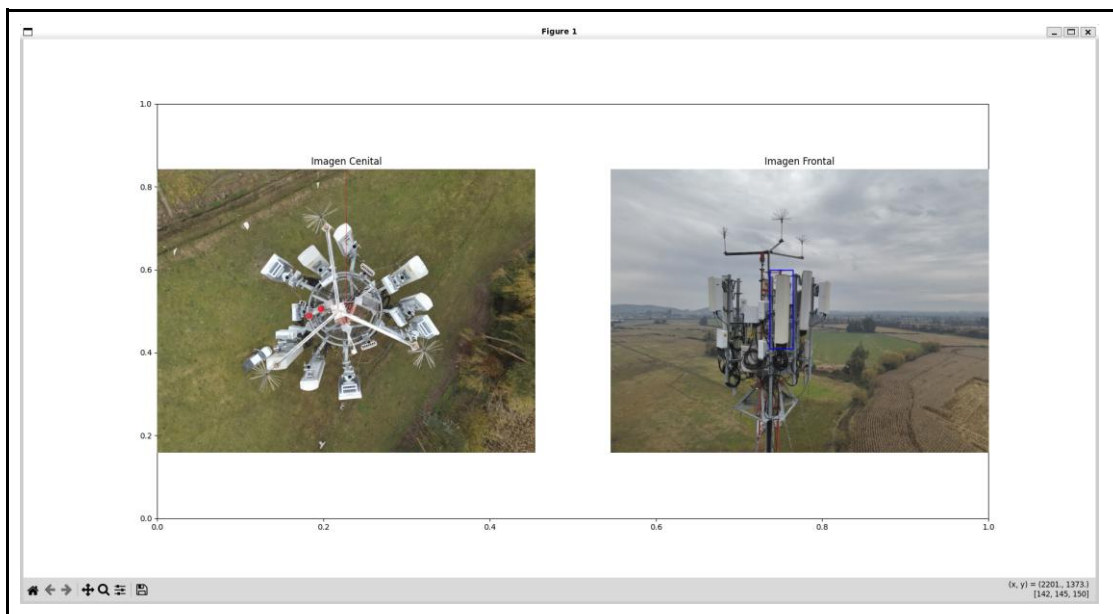 Figure 1
1.0
Imagen Cenital
Imagen Frontal
0.8
0.6
0.4
0.2
0.0
0.0 0.2 0.4 0.6 0.8 1.0
(x, y) = (2201., 1373.)
[142, 145, 150]